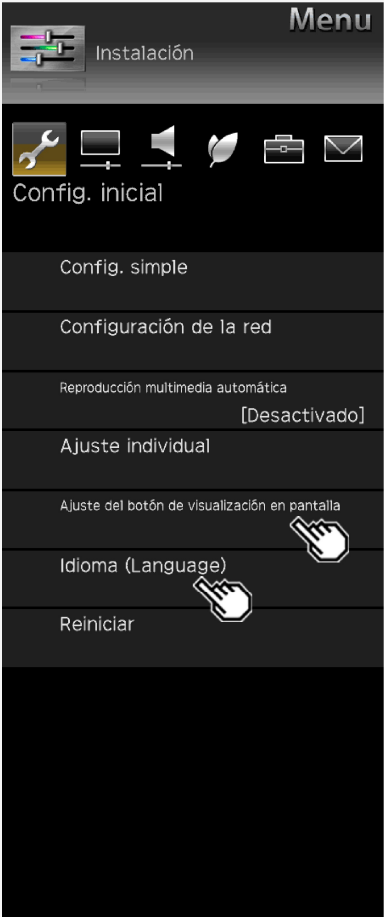 Menu
Instalación
Config. inicial
Config. simple
Configuración de la red
Reproducción multimedia automática
[Desactivado]
Ajuste individual
Ajuste del botón de visualización en pantalla
Idioma (Language)
Reiniciar